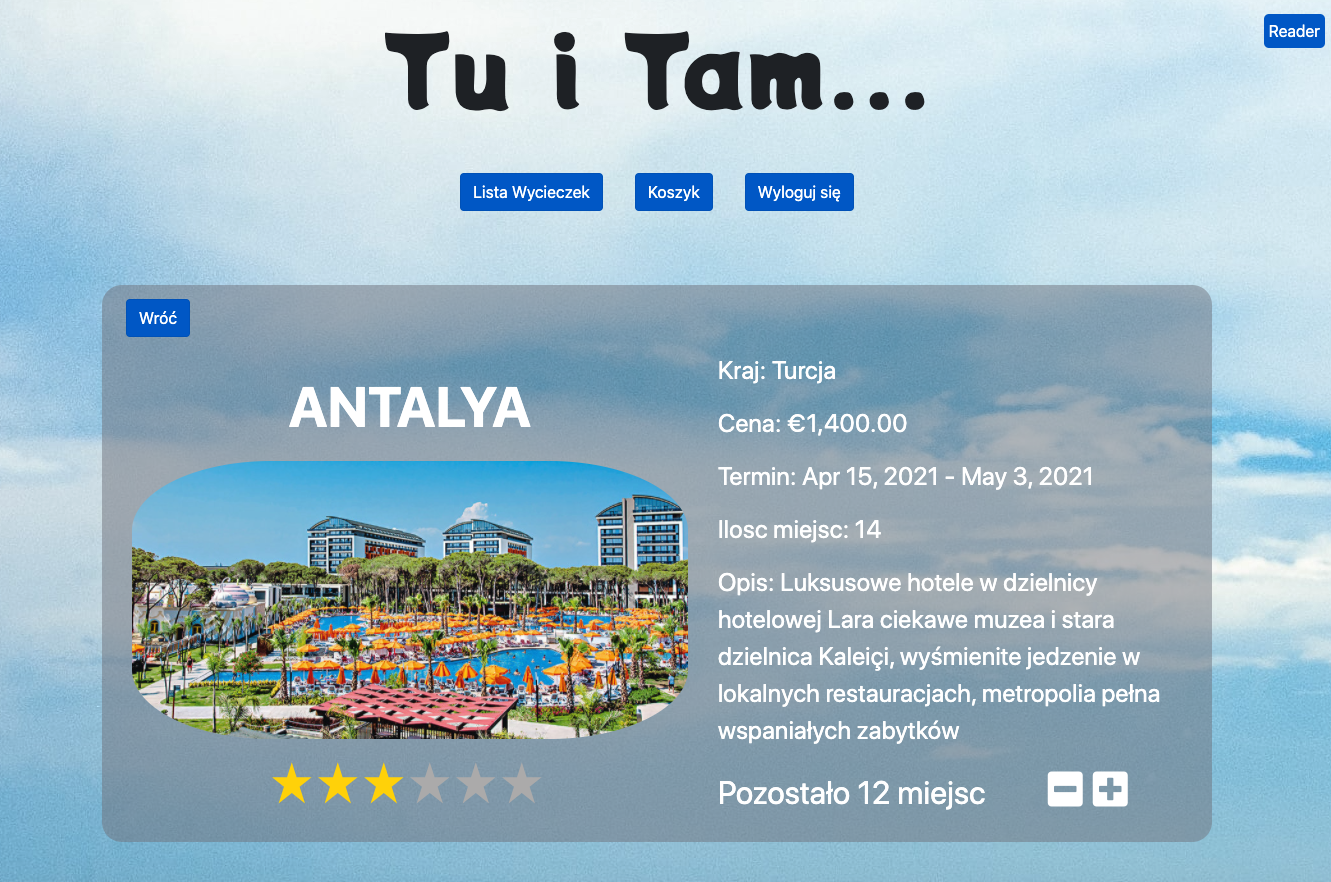 Tu i Tam...
Reader
Lista Wycieczek
Koszyk
Wyloguj się
Wróć
ANTALYA
Kraj: Turcja
Cena: €1,400.00
Termin: Apr 15, 2021 - May 3, 2021
Ilosc miejsc: 14
Opis: Luksusowe hotele w dzielnicy
hotelowej Lara ciekawe muzea i stara
dzielnica Kaleiçi, wyśmienite jedzenie w
lokalnych restauracjach, metropolia pełna
wspaniałych zabytków
Pozostało 12 miejsc